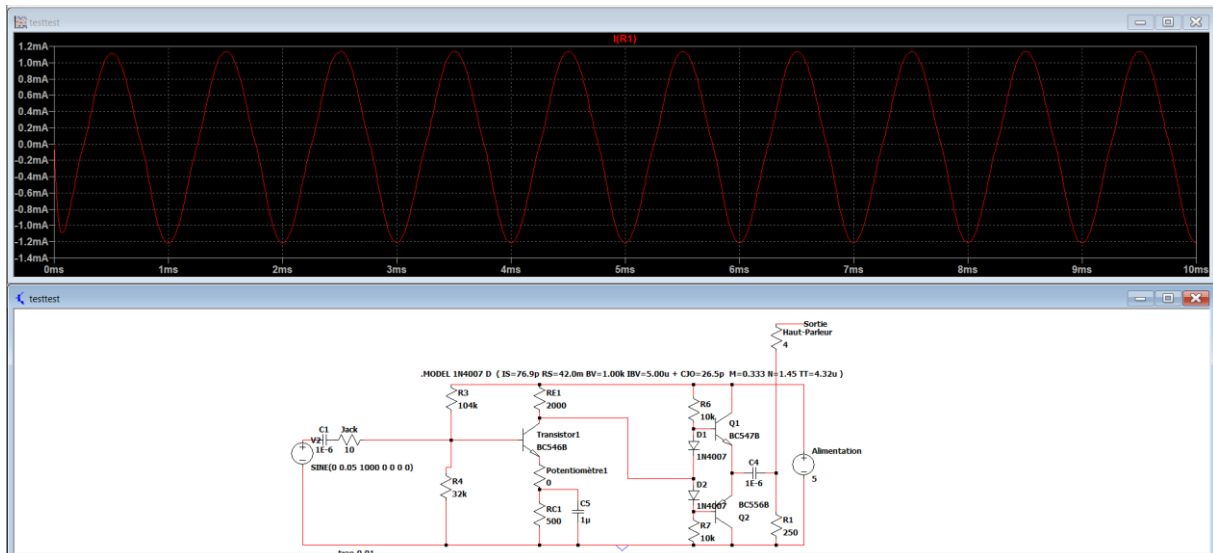 testtest
I(R1)
1.2mA
1.0mA
0.8mA
0.6mA
0.4mA
0.2mA
0.0mA
-0.2mA
-0.4mA
-0.6mA
-0.8mA
-1.0mA
-1.2mA
-1.4mA
0ms 1ms 2ms 3ms 4ms 5ms 6ms 7ms 8ms 9ms 10ms
testtest
Sortie
Haut-Parleur
4
.MODEL 1N4007 D ( IS=76.9p RS=42.0m BV=1.00k IBV=5.00u + CJO=26.5p M=0.333 N=1.45 TT=4.32u )
R3
104k
RE1
2000
R6
10k
Q1
BC547B
C1
1E-6
Jack
10
V2
SINE(0 0.05 1000 0 0 0 0)
Transistor1
BC546B
D1
1N4007
C4
1E-6
Alimentation
5
Potentiomètre1
0
R4
32k
D2
1N4007
BC556B
Q2
RC1
500
C5
1µ
R7
10k
R1
250